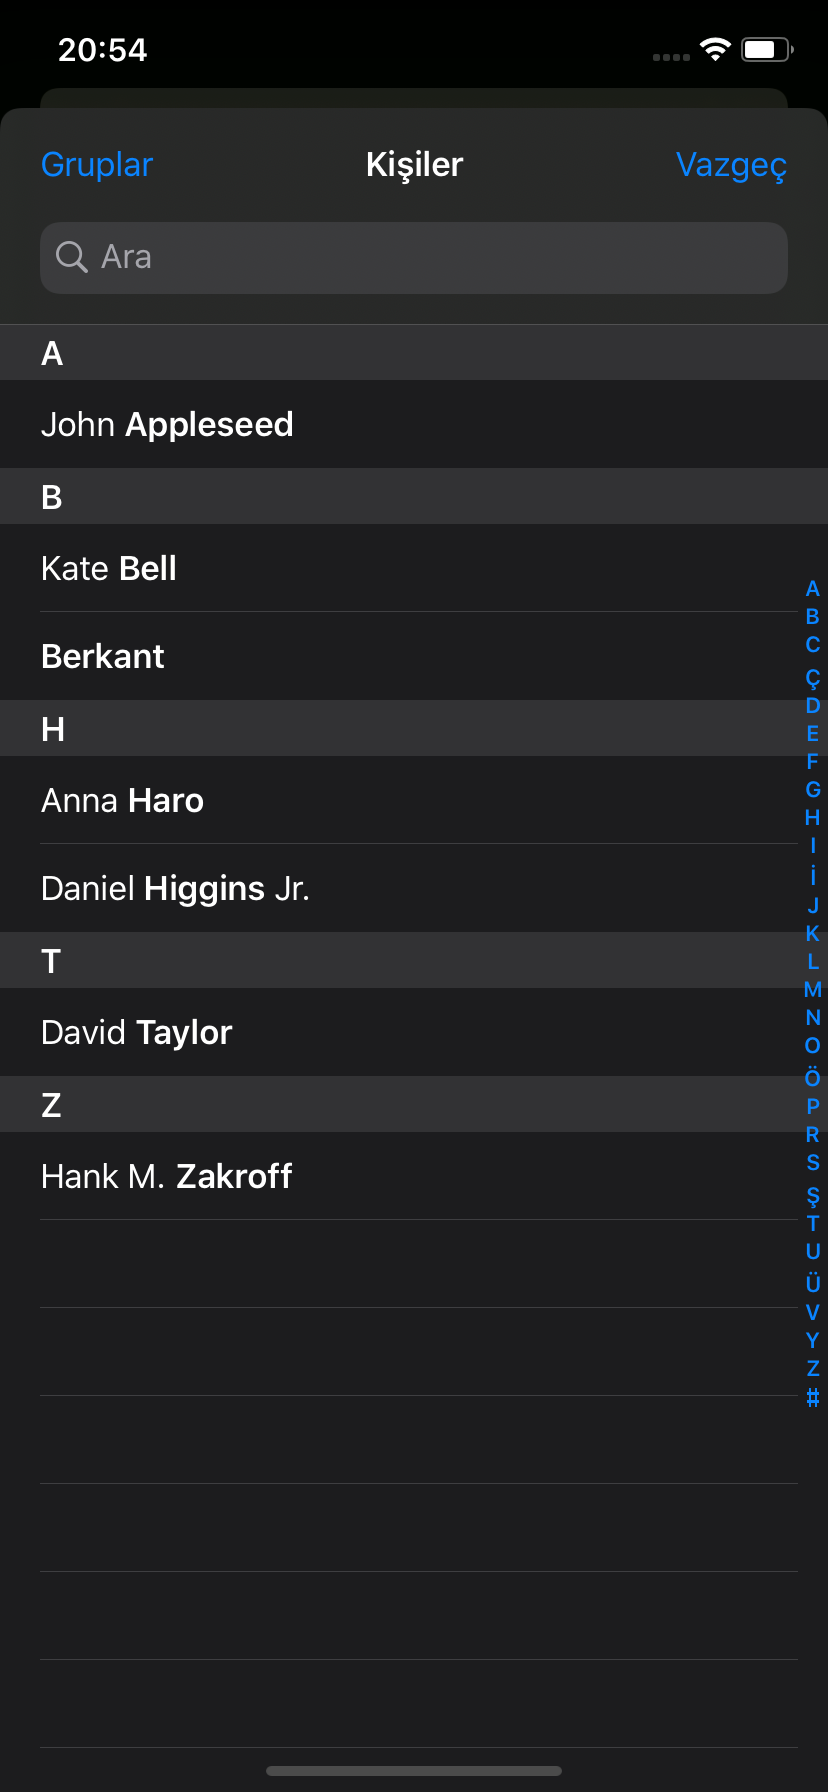 20:54
Gruplar Kişiler Vazgeç
Ara
A
John Appleseed
B
Kate Bell
Berkant
H
Anna Haro
Daniel Higgins Jr.
T
David Taylor
Z
Hank M. Zakroff
A
B
C
Ç
D
E
F
G
H
I
İ
J
K
L
M
N
O
Ö
P
R
S
Ş
T
U
Ü
V
Y
Z
#